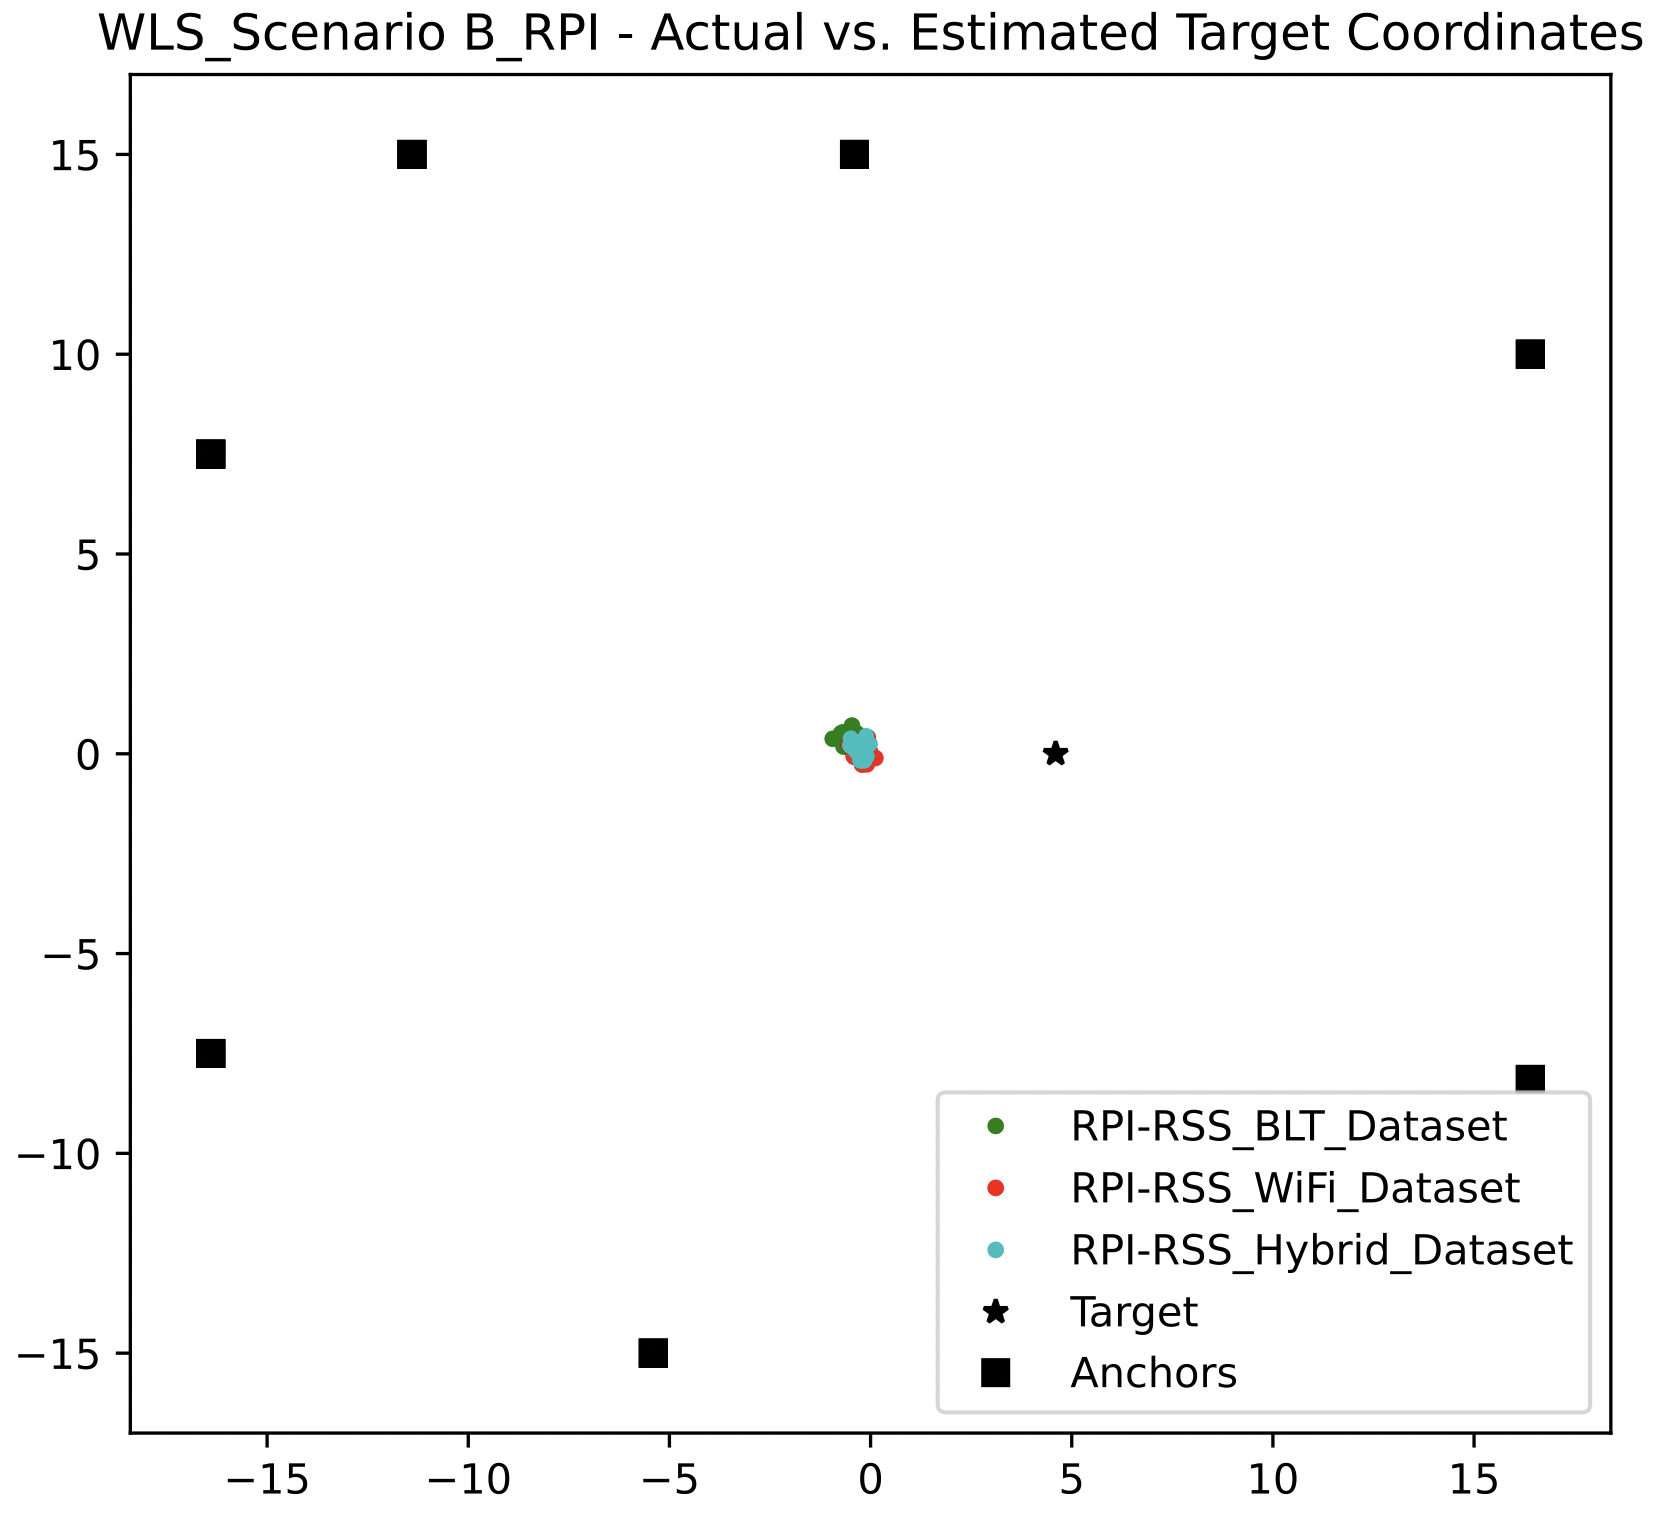 WLS_Scenario B_RPI - Actual vs. Estimated Target Coordinates
15
10
5
0
−5
−10
−15
RPI-RSS_BLT_Dataset
RPI-RSS_WiFi_Dataset
RPI-RSS_Hybrid_Dataset
Target
Anchors
−15 −10 −5 0 5 10 15